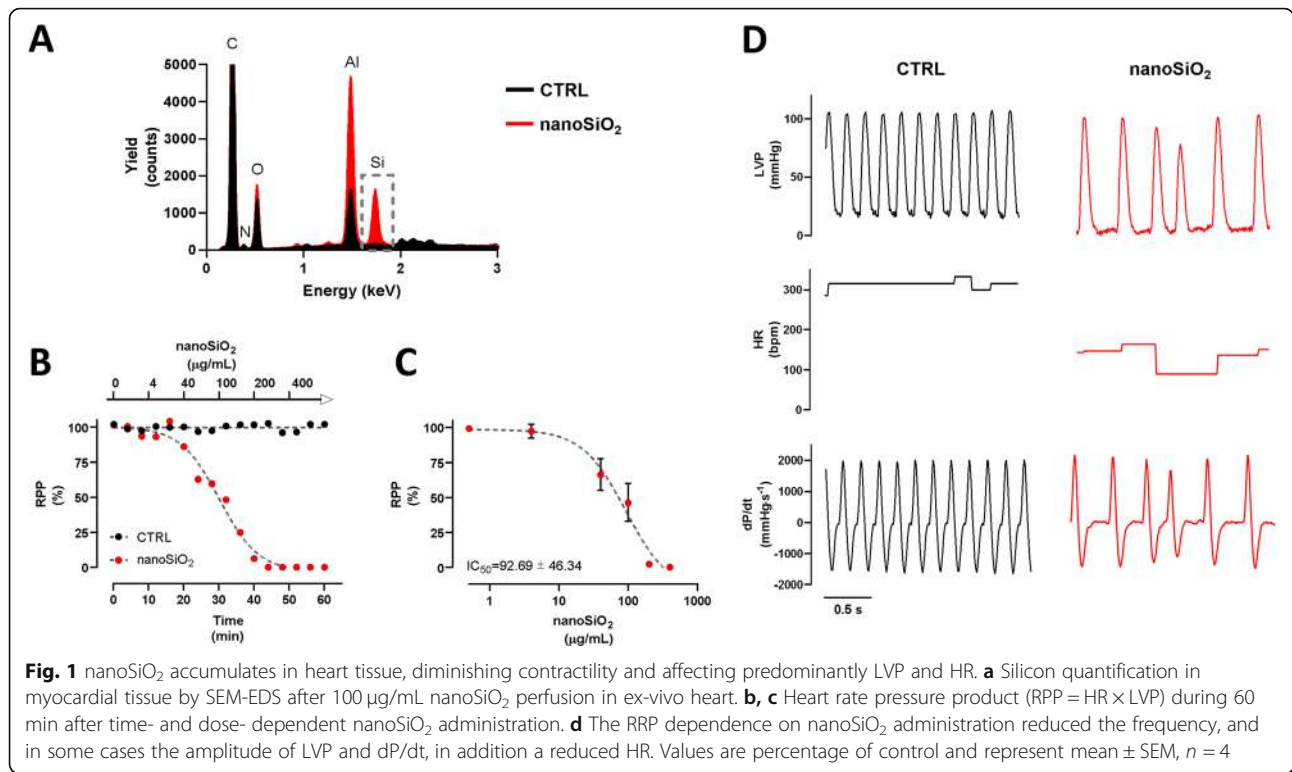 A
C
5000
4000
3000
2000
1000
0
Yield
(counts)
N
O
Al
Si
0
1
2
3
Energy (keV)
CTRL
nanoSiO₂
B
nanoSiO₂
(μg/mL)
0 4 40 100 200 400
100
75
50
25
0
RPP
(%)
CTRL
nanoSiO₂
0 10 20 30 40 50 60
Time
(min)
C
100
75
50
25
0
RPP
(%)
IC₅₀=92.69 ± 46.34
1 10 100 1000
nanoSiO₂
(μg/mL)
D
CTRL
nanoSiO₂
100
50
0
LVP
(mmHg)
300
200
100
0
HR
(bpm)
2000
1000
0
-1000
-2000
dP/dt
(mmHg·s⁻¹)
0.5 s
Fig. 1 nanoSiO₂ accumulates in heart tissue, diminishing contractility and affecting predominantly LVP and HR. a Silicon quantification in
myocardial tissue by SEM-EDS after 100 μg/mL nanoSiO₂ perfusion in ex-vivo heart. b, c Heart rate pressure product (RPP = HR × LVP) during 60
min after time- and dose- dependent nanoSiO₂ administration. d The RRP dependence on nanoSiO₂ administration reduced the frequency, and
in some cases the amplitude of LVP and dP/dt, in addition a reduced HR. Values are percentage of control and represent mean ± SEM, n = 4